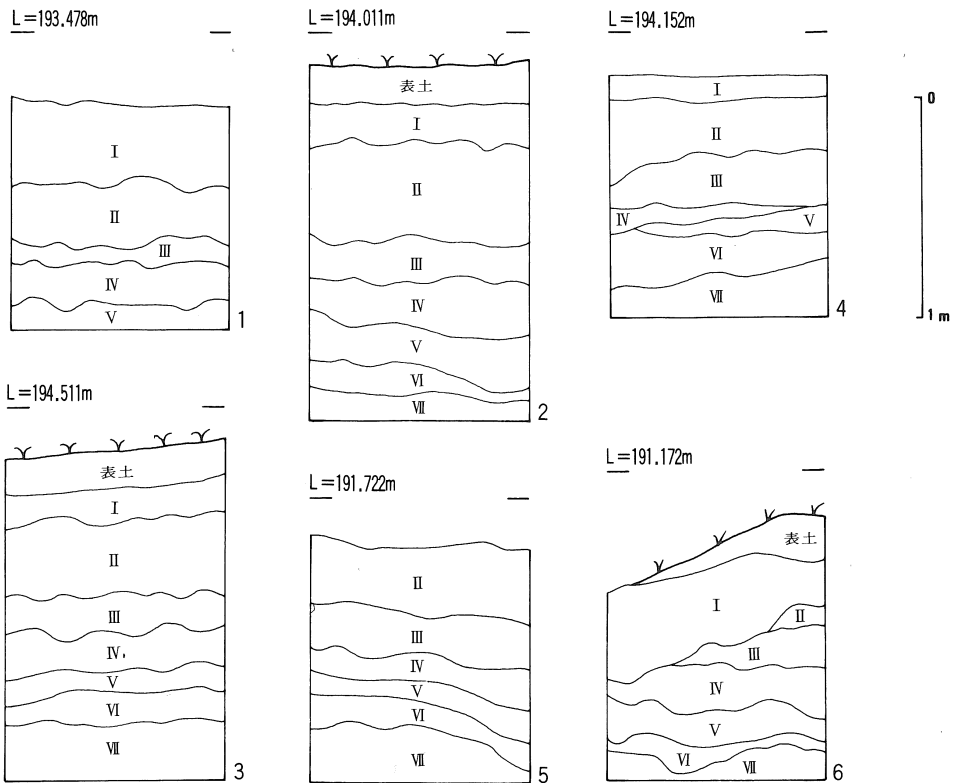 L=193.478m
I
II
III
IV
V
1
L=194.011m
表土
I
II
III
IV
V
VI
VII
2
L=194.152m
I
II
III
IV
V
VI
VII
4
0
1m
L=194.511m
表土
I
II
III
IV
V
VI
VII
3
L=191.722m
II
III
IV
V
VI
VII
5
L=191.172m
表土
I
II
III
IV
V
VI
VII
6